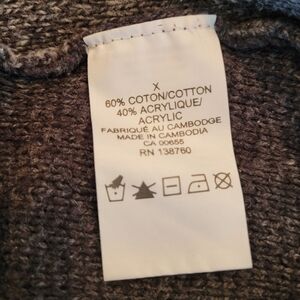 X
60% COTON/COTTON
40% ACRYLIQUE/
ACRYLIC
FABRIQUÉ AU CAMBODGE
MADE IN CAMBODIA
CA 00655
RN 138760